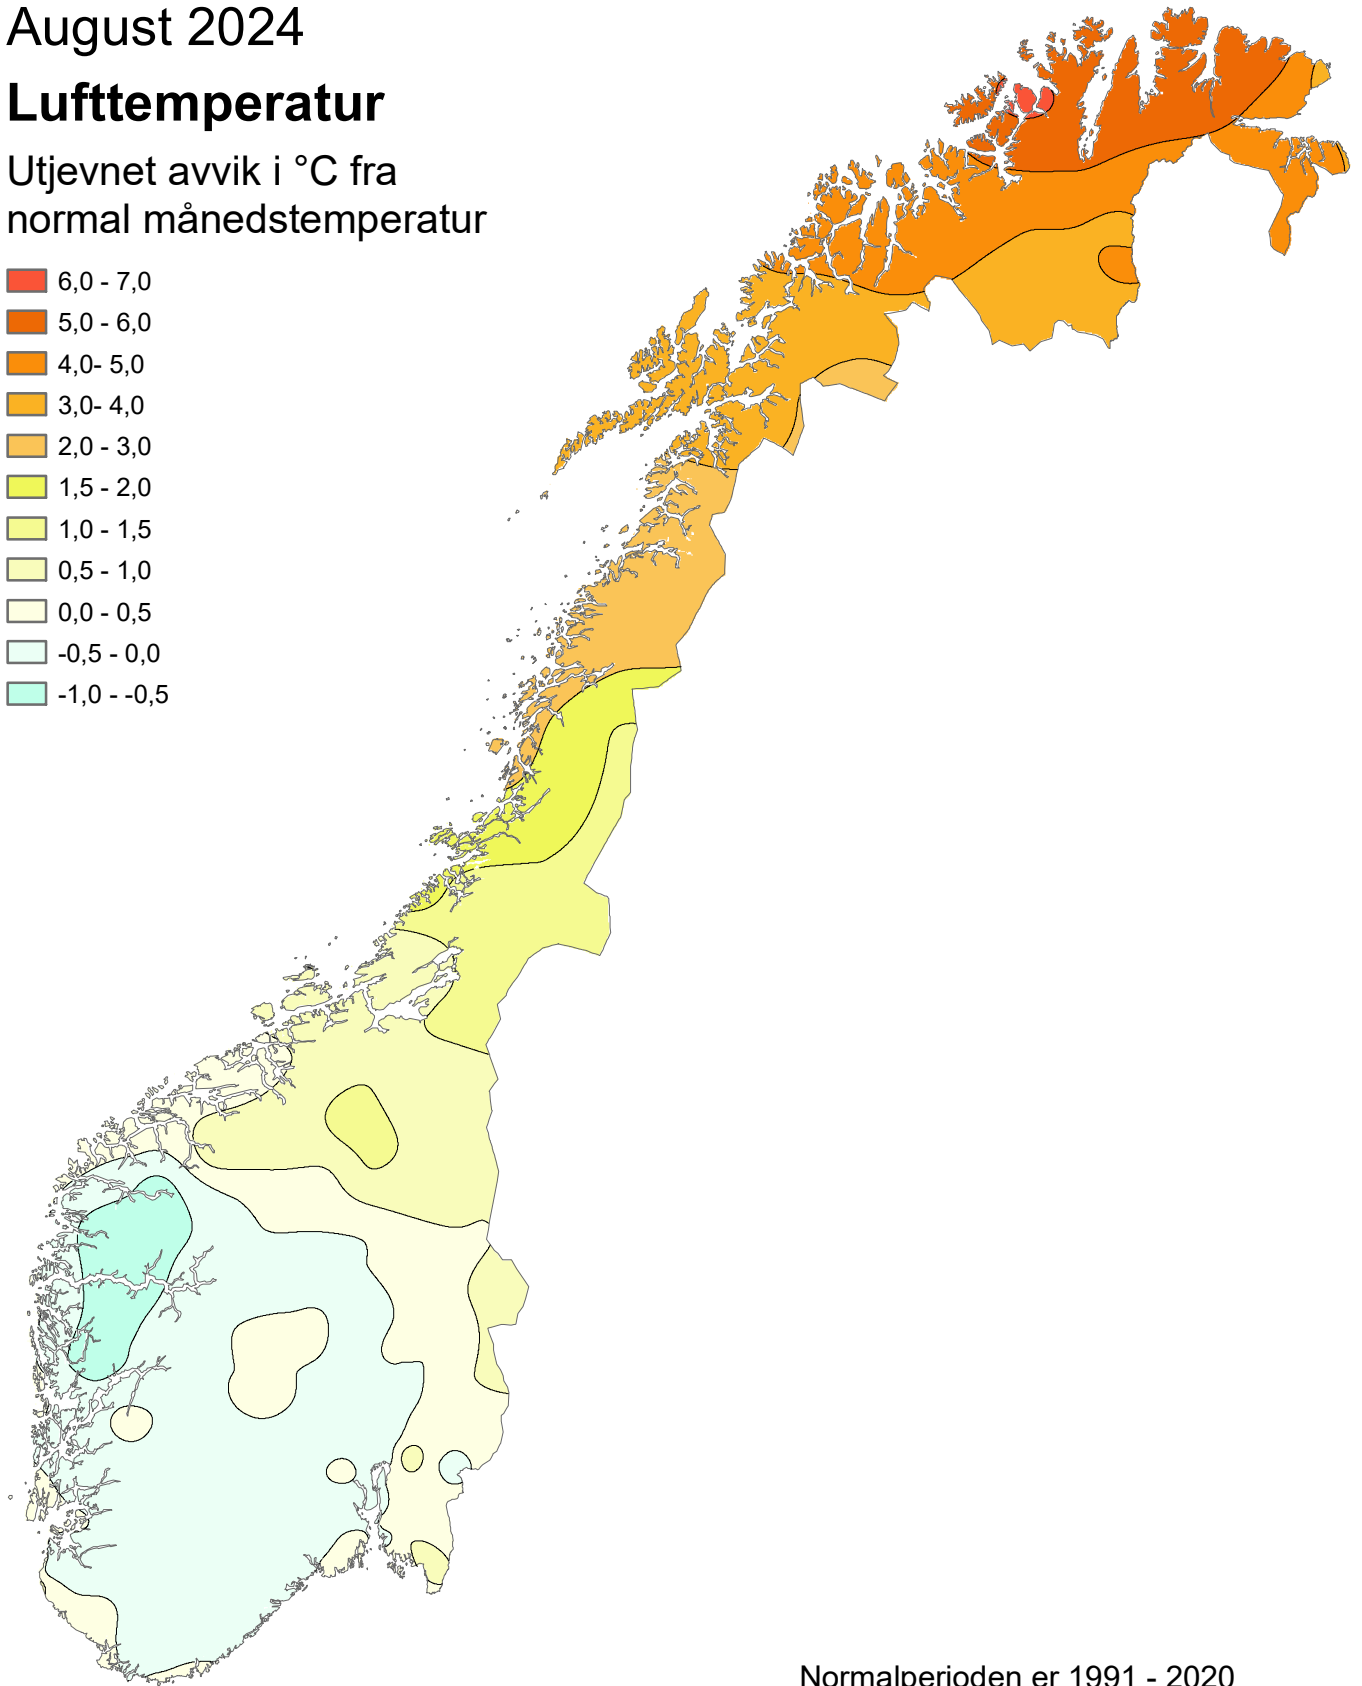 August 2024
Lufttemperatur
Utjevnet avvik i °C fra
normal månedstemperatur
6,0 - 7,0
5,0 - 6,0
4,0- 5,0
3,0- 4,0
2,0 - 3,0
1,5 - 2,0
1,0 - 1,5
0,5 - 1,0
0,0 - 0,5
-0,5 - 0,0
-1,0 - -0,5
Normalperioden er 1991 - 2020